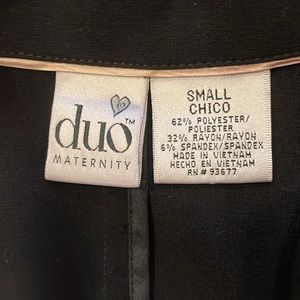 duo™
MATERNITY
SMALL
CHICO
62% POLYESTER/
POLIESTER
32% RAYON/RAYON
6% SPANDEX/SPANDEX
MADE IN VIETNAM
HECHO EN VIETNAM
RN # 93677